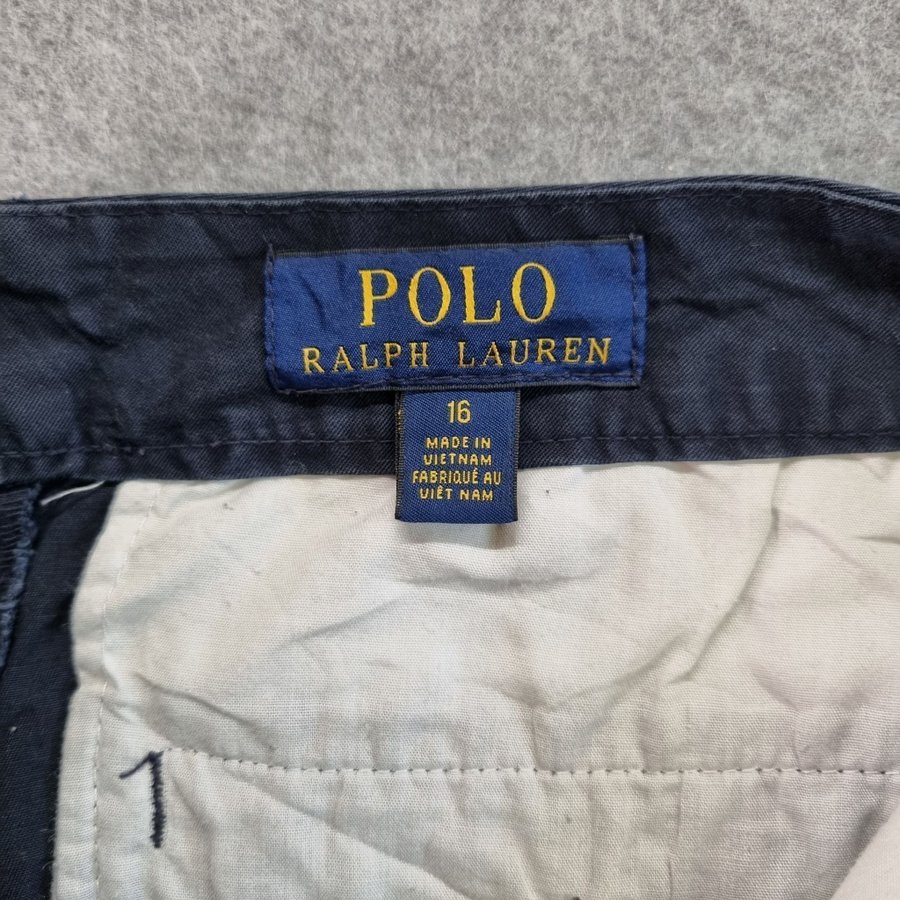 POLO
RALPH LAUREN
16
MADE IN
VIETNAM
FABRIQUÉ AU
VIÊT NAM